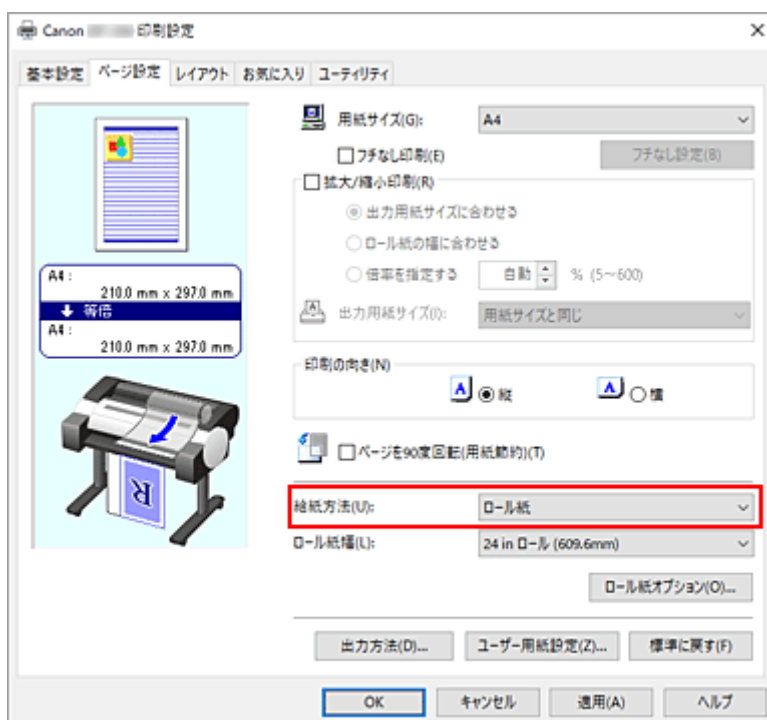 Canon 印刷設定
基本設定 ページ設定 レイアウト お気に入り ユーティリティ
用紙サイズ(G): A4
フチなし印刷(E) フチなし設定(B)
拡大/縮小印刷(R)
出力用紙サイズに合わせる
ロール紙の幅に合わせる
倍率を指定する 自動 % (5～600)
出力用紙サイズ(I): 用紙サイズと同じ
A4 :
210.0 mm x 297.0 mm
等倍
A4 :
210.0 mm x 297.0 mm
印刷の向き(N)
A 縦 A 横
ページを90度回転(用紙節約)(T)
R
給紙方法(U): ロール紙
ロール紙幅(L): 24 in ロール (609.6mm)
ロール紙オプション(O)...
出力方法(D)... ユーザー用紙設定(Z)... 標準に戻す(F)
OK キャンセル 適用(A) ヘルプ